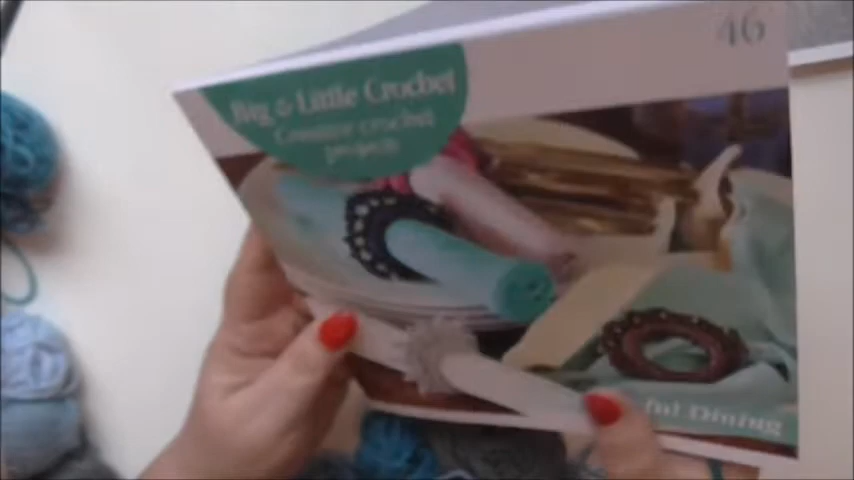 46
Big & Little Crochet
Creative crochet
projects
Dining